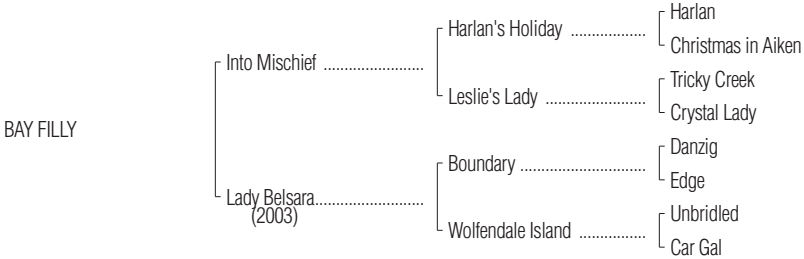 Harlan
Harlan's Holiday ..................
Christmas in Aiken
Into Mischief ........................
Tricky Creek
Leslie's Lady ........................
Crystal Lady
BAY FILLY
Danzig
Boundary ..............................
Edge
Lady Belsara..........................
(2003)
Unbridled
Wolfendale Island ................
Car Gal